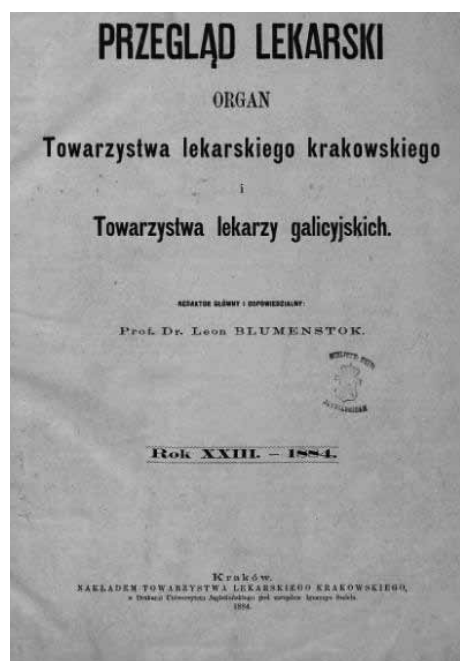 PRZEGLĄD LEKARSKI
ORGAN
Towarzystwa lekarskiego krakowskiego
i
Towarzystwa lekarzy galicyjskich.
REDAKTOR GŁÓWNY I ODPOWIEDZIALNY:
Prof. Dr. Leon BLUMENSTOK.
Rok XXIII. – 1884.
Kraków.
NAKŁADEM TOWARZYSTWA LEKARSKIEGO KRAKOWSKIEGO,
w Drukarni Uniwersytetu Jagiellońskiego pod zarządem Ignacego Stelcla.
1884.